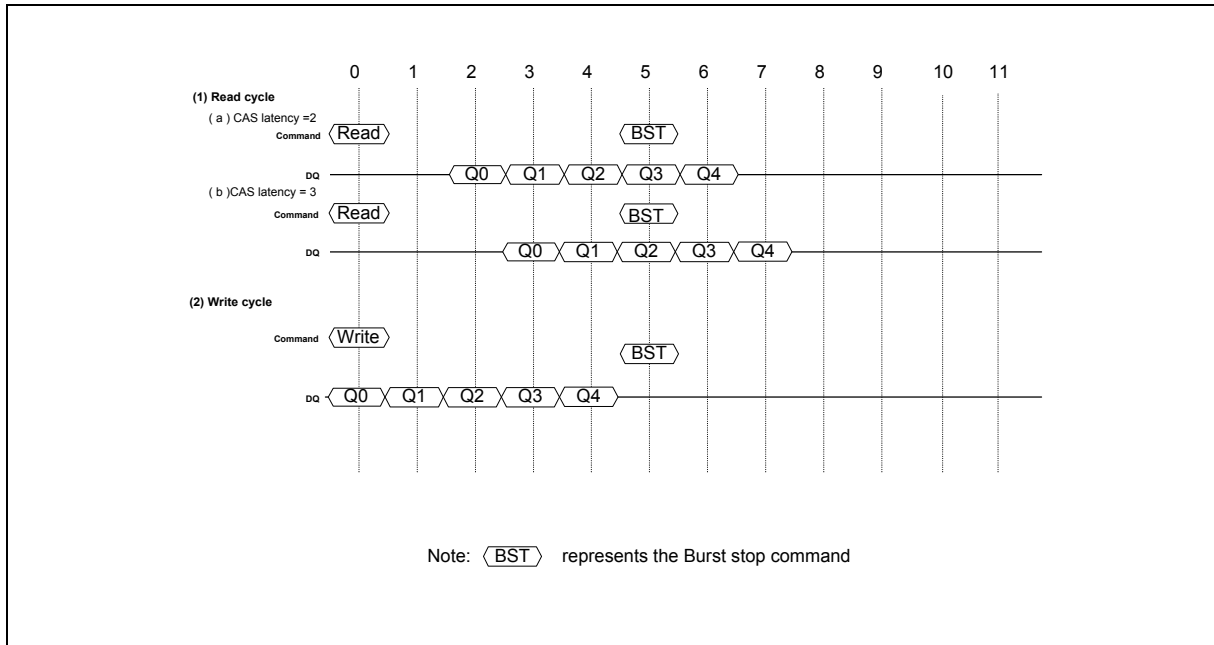 0 1 2 3 4 5 6 7 8 9 10 11
(1) Read cycle
( a ) CAS latency =2
Command Read BST
DQ Q0 Q1 Q2 Q3 Q4
( b )CAS latency = 3
Command Read BST
DQ Q0 Q1 Q2 Q3 Q4
(2) Write cycle
Command Write BST
DQ Q0 Q1 Q2 Q3 Q4
Note: BST represents the Burst stop command